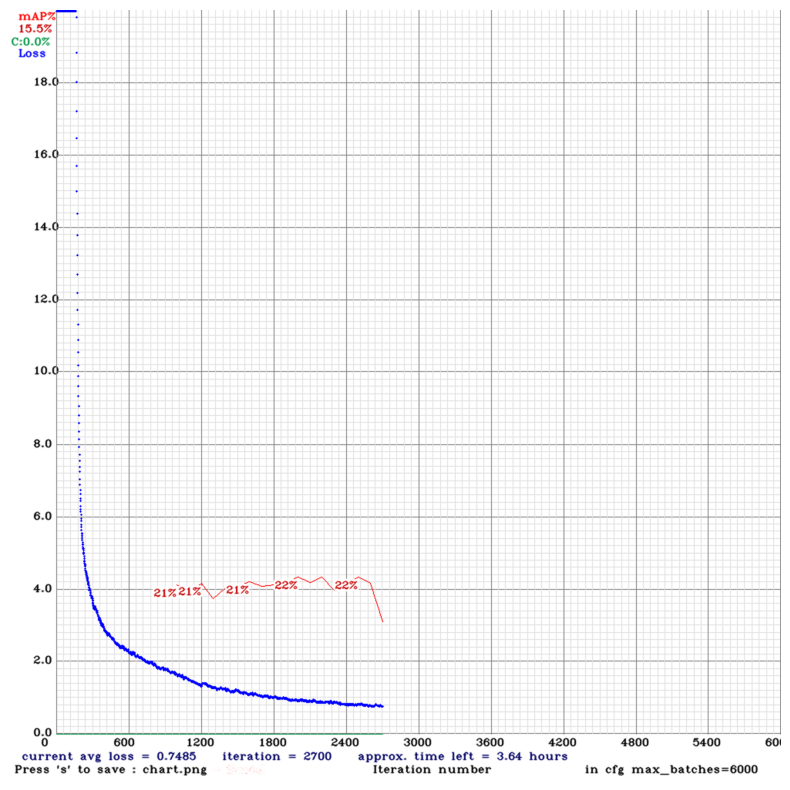 mAP%
15.5%
C:0.0%
Loss
18.0
16.0
14.0
12.0
10.0
8.0
6.0
4.0
21% 21% 21% 22% 22%
2.0
0.0
0 600 1200 1800 2400 3000 3600 4200 4800 5400 600
current avg loss = 0.7485 iteration = 2700 approx. time left = 3.64 hours
Press 's' to save : chart.png Iteration number in cfg max_batches=6000